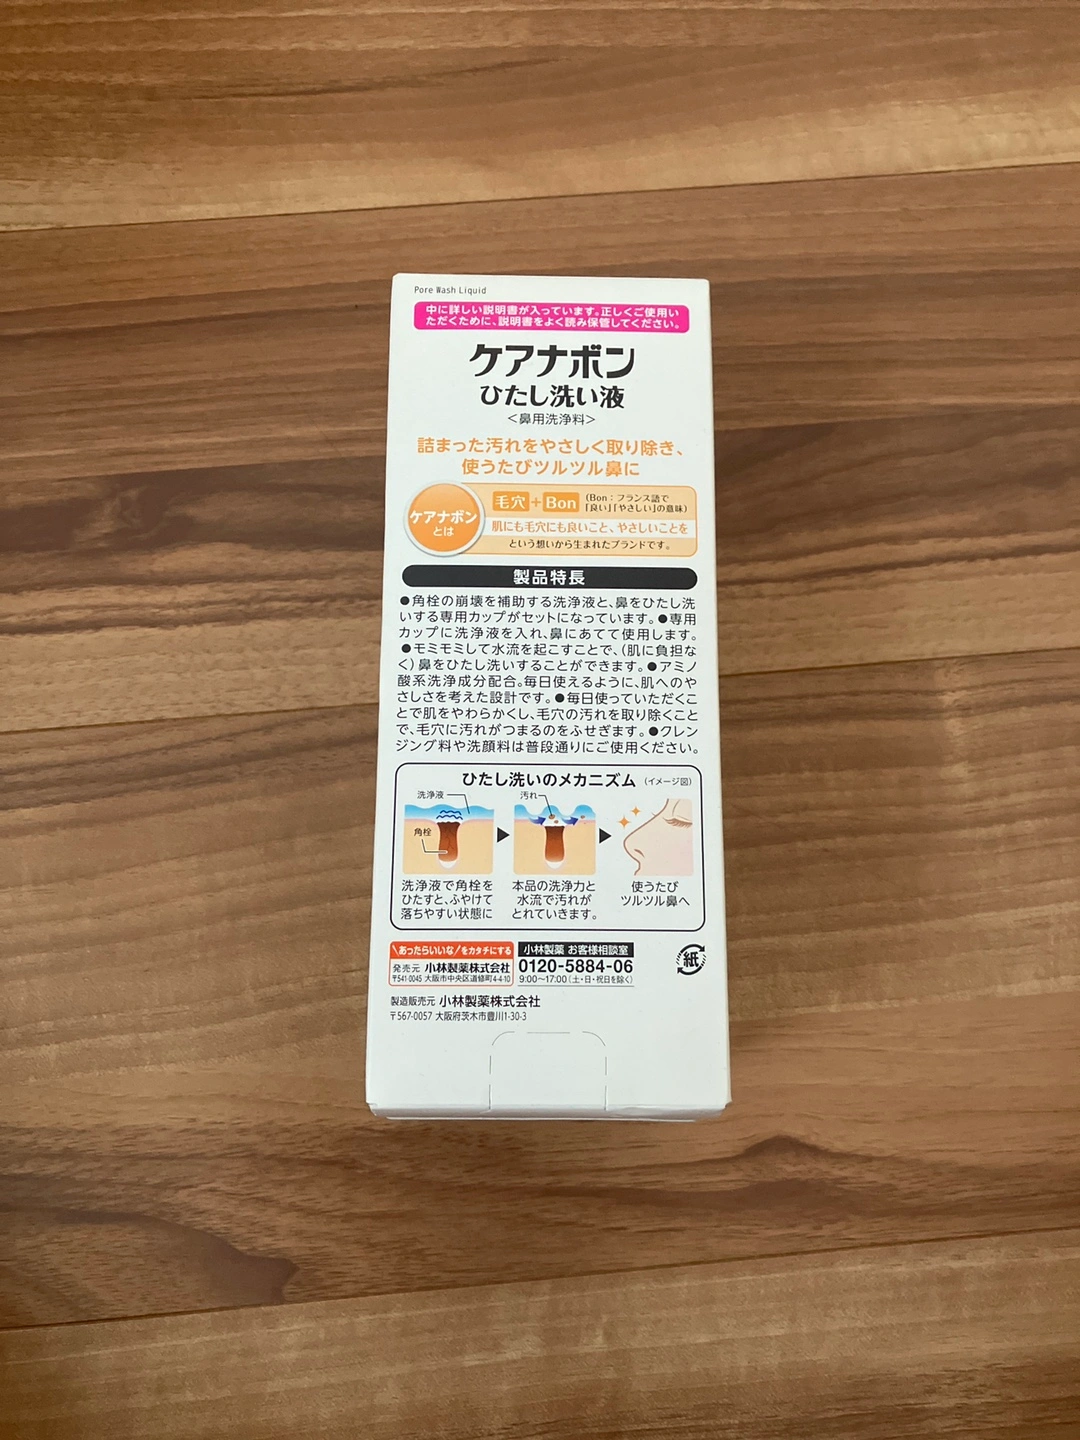 Pore Wash Liquid
中に詳しい説明書が入っています。正しくご使用い
ただくために、説明書をよく読み保管してください。
ケアナボン
ひたし洗い液
＜鼻用洗浄料＞
詰まった汚れをやさしく取り除き、
使うたびツルツル鼻に
ケアナボン
とは
毛穴＋Bon
（Bon：フランス語で
「良い」「やさしい」の意味）
肌にも毛穴にも良いこと、やさしいことを
という想いから生まれたブランドです。
製品特長
●角栓の崩壊を補助する洗浄液と、鼻をひたし洗
いする専用カップがセットになっています。●専用
カップに洗浄液を入れ、鼻にあてて使用します。
●モミモミして水流を起こすことで、（肌に負担な
く）鼻をひたし洗いすることができます。●アミノ
酸系洗浄成分配合。毎日使えるように、肌へのや
さしさを考えた設計です。●毎日使っていただくこ
とで肌をやわらかくし、毛穴の汚れを取り除くこと
で、毛穴に汚れがつまるのをふせぎます。●クレン
ジング料や洗顔料は普段通りにご使用ください。
ひたし洗いのメカニズム（イメージ図）
洗浄液
角栓
汚れ
洗浄液で角栓を
ひたすと、ふやけて
落ちやすい状態に
本品の洗浄力と
水流で汚れが
とれていきます。
使うたび
ツルツル鼻へ
＼あったらいいな／をカタチにする
発売元 小林製薬株式会社
〒541-0045 大阪市中央区道修町4-4-10
小林製薬 お客様相談室
0120-5884-06
9:00～17:00（土・日・祝日を除く）
紙
製造販売元 小林製薬株式会社
〒567-0057 大阪府茨木市豊川1-30-3